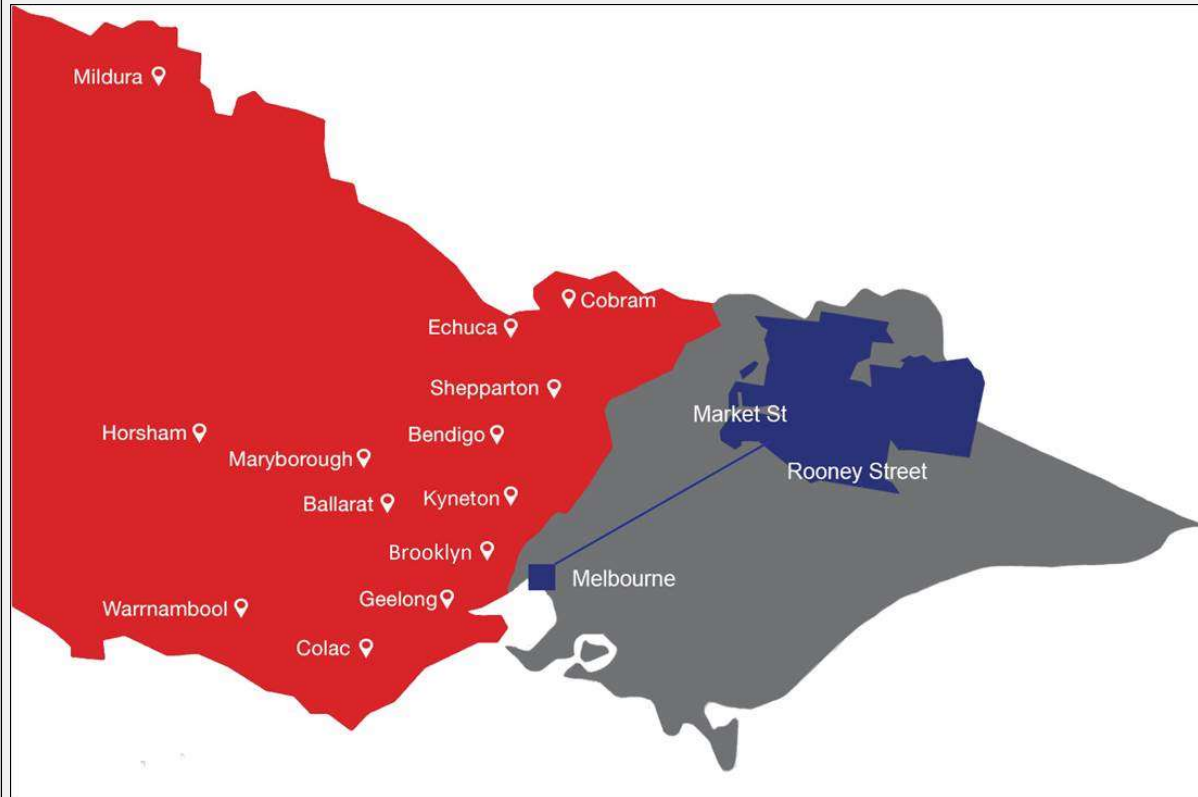 Mildura
Cobram
Echuca
Shepparton
Market St
Horsham
Bendigo
Maryborough
Rooney Street
Ballarat
Kyneton
Brooklyn
Melbourne
Geelong
Warrnambool
Colac